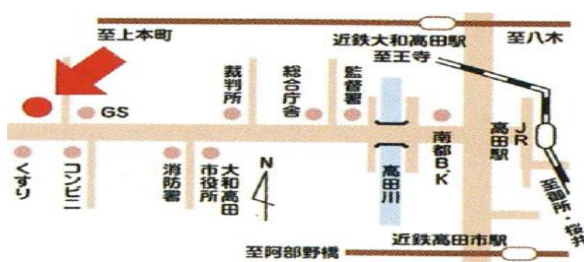 至上本町
近鉄大和高田駅
至八木
至王寺
GS
裁判所
総合庁舎
監督署
南都B.K
JR
高田駅
至御所・桜井
くすり
コンビニ
消防署
大和高田
市役所
N
高田川
至阿部野橋
近鉄高田市駅